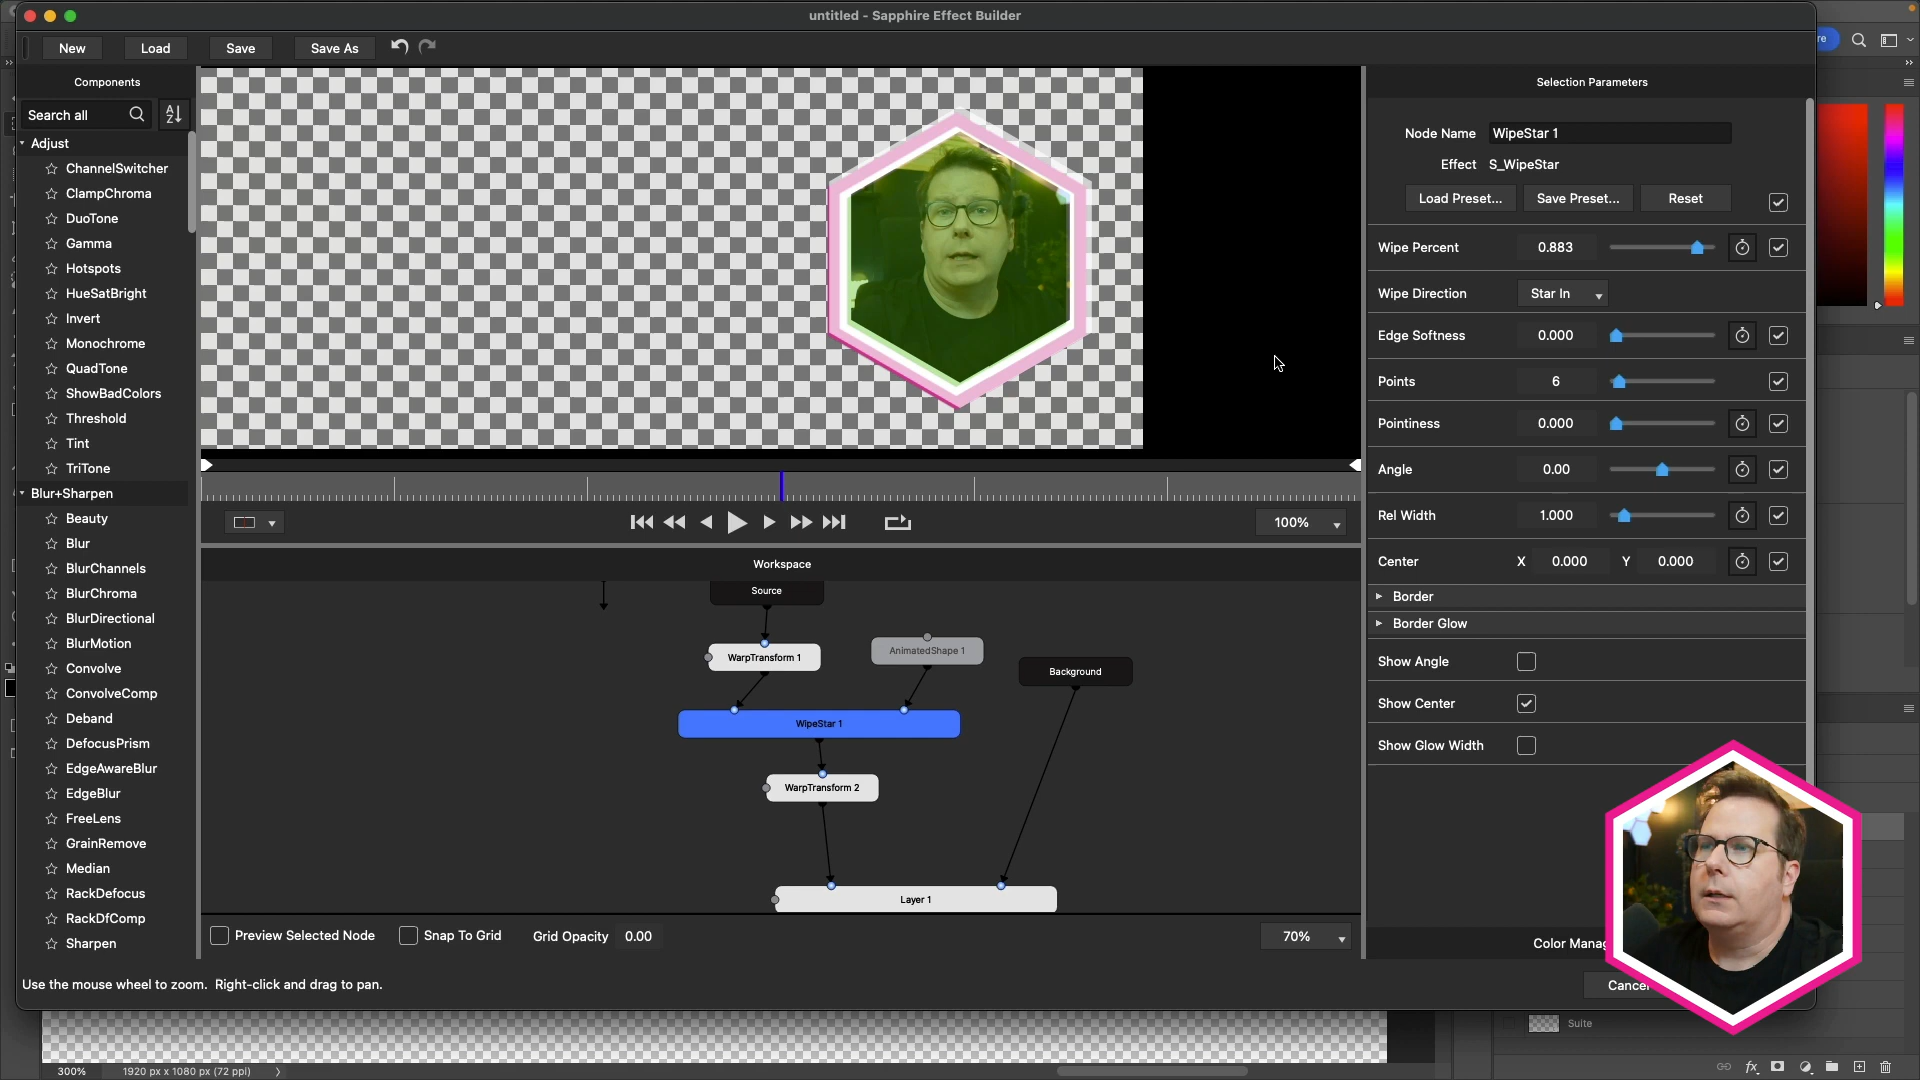 untitled - Sapphire Effect Builder
New
Load
Save
Save As
Components
Search all
Adjust
ChannelSwitcher
ClampChroma
DuoTone
Gamma
Hotspots
HueSatBright
Invert
Monochrome
QuadTone
ShowBadColors
Threshold
Tint
TriTone
Blur+Sharpen
Beauty
Blur
BlurChannels
BlurChroma
BlurDirectional
BlurMotion
Convolve
ConvolveComp
Deband
DefocusPrism
EdgeAwareBlur
EdgeBlur
FreeLens
GrainRemove
Median
RackDefocus
RackDfComp
Sharpen
100%
Workspace
Source
WarpTransform 1
AnimatedShape 1
Background
WipeStar 1
WarpTransform 2
Layer 1
Preview Selected Node
Snap To Grid
Grid Opacity 0.00
70%
Use the mouse wheel to zoom. Right-click and drag to pan.
Selection Parameters
Node Name WipeStar 1
Effect S_WipeStar
Load Preset...
Save Preset...
Reset
Wipe Percent 0.883
Wipe Direction Star In
Edge Softness 0.000
Points 6
Pointiness 0.000
Angle 0.00
Rel Width 1.000
Center X 0.000 Y 0.000
Border
Border Glow
Show Angle
Show Center
Show Glow Width
Color Manag
Cancel
Suite
300%
1920 px x 1080 px (72 ppi)